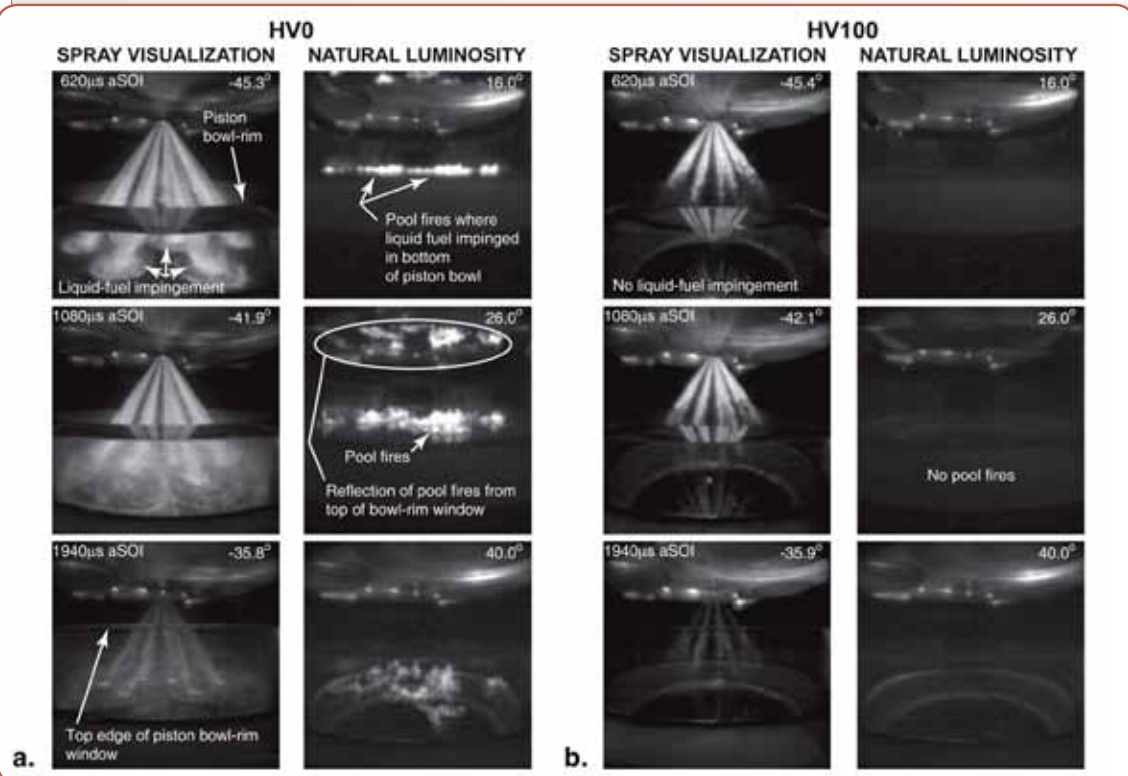 HV0
SPRAY VISUALIZATION
NATURAL LUMINOSITY
620µs aSOI
-45.3°
Piston
bowl-rim
Liquid-fuel impingement
16.0°
Pool fires where
liquid fuel impinged
in bottom
of piston bowl
1080µs aSOI
-41.9°
26.0°
Pool fires
Reflection of pool fires from
top of bowl-rim window
1940µs aSOI
-35.8°
Top edge of piston bowl-rim
window
40.0°
a.
HV100
SPRAY VISUALIZATION
NATURAL LUMINOSITY
620µs aSOI
-45.4°
No liquid-fuel impingement
16.0°
1080µs aSOI
-42.1°
26.0°
No pool fires
1940µs aSOI
-35.9°
40.0°
b.